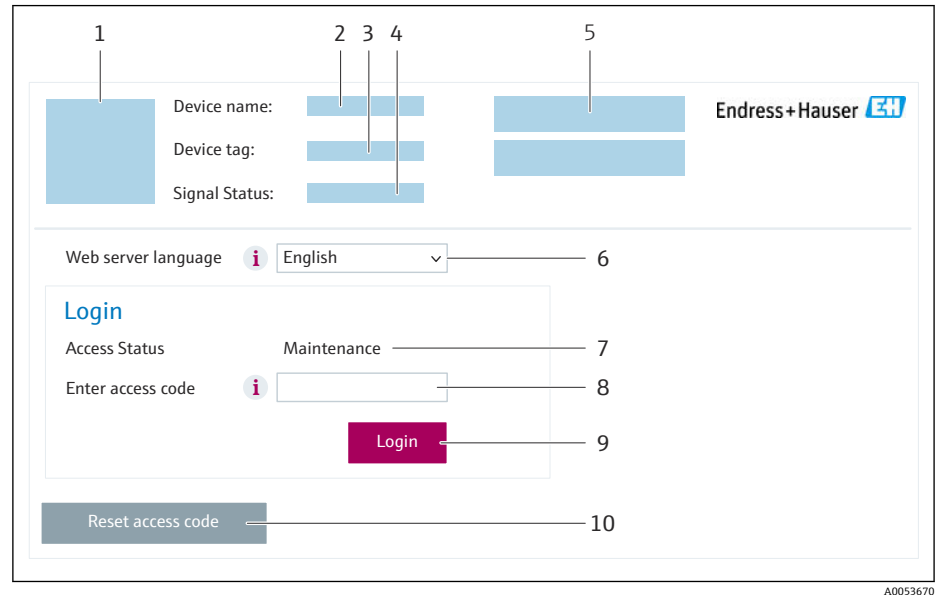 1 2 3 4 5
Device name:
Endress+Hauser EH
Device tag:
Signal Status:
Web server language i English 6
Login
Access Status Maintenance 7
Enter access code i 8
Login 9
Reset access code 10
A0053670